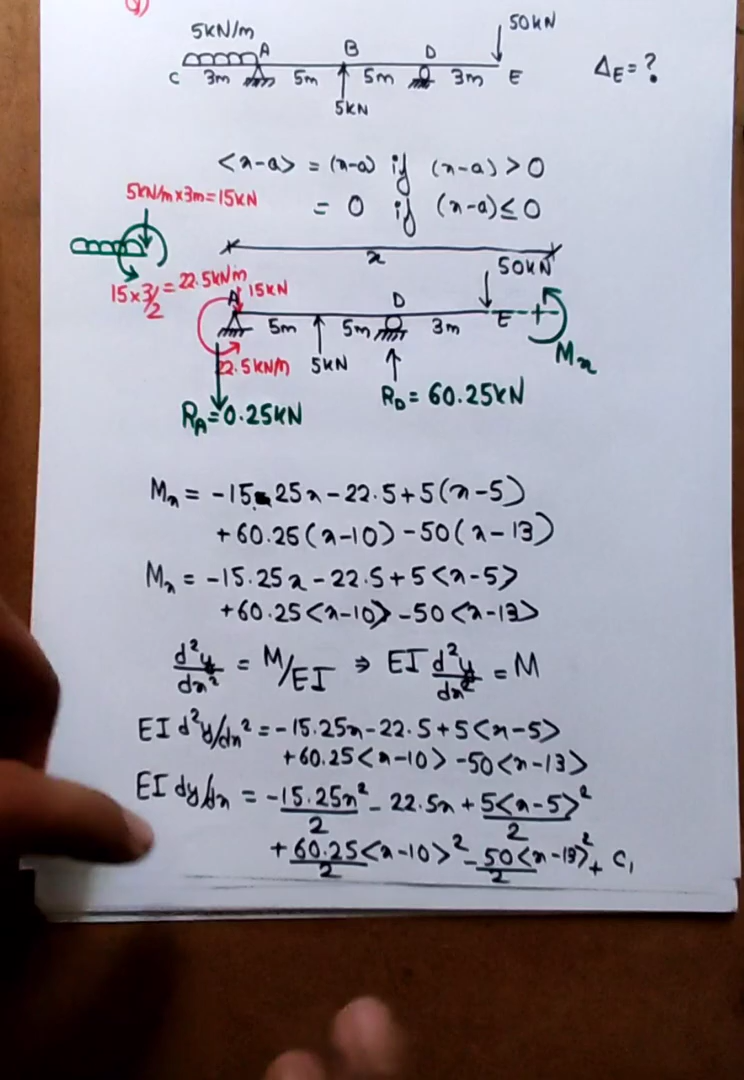 5KN/m
50KN
A B D
C 3m 5m 5m 3m E ΔE = ?
5KN
<x-a> = (x-a) if (x-a) > 0
= 0 if (x-a) ≤ 0
5KN/m×3m=15KN
x
50KN
15×3/2 = 22.5KNm
A 15KN D
5m 5m 3m E
22.5KNm 5KN Mx
RA=0.25KN RD = 60.25KN
Mx = -15.25x - 22.5 + 5(x-5)
+60.25(x-10) - 50(x-13)
Mx = -15.25x - 22.5 + 5<x-5>
+60.25<x-10> - 50<x-13>
d²y/dx² = M/EI ⇒ EI d²y/dx² = M
EI d²y/dx² = -15.25x - 22.5 + 5<x-5>
+60.25<x-10> - 50<x-13>
EI dy/dx = -15.25x²/2 - 22.5x + 5<x-5>²/2
+ 60.25/2<x-10>² - 50/2<x-13>² + C₁